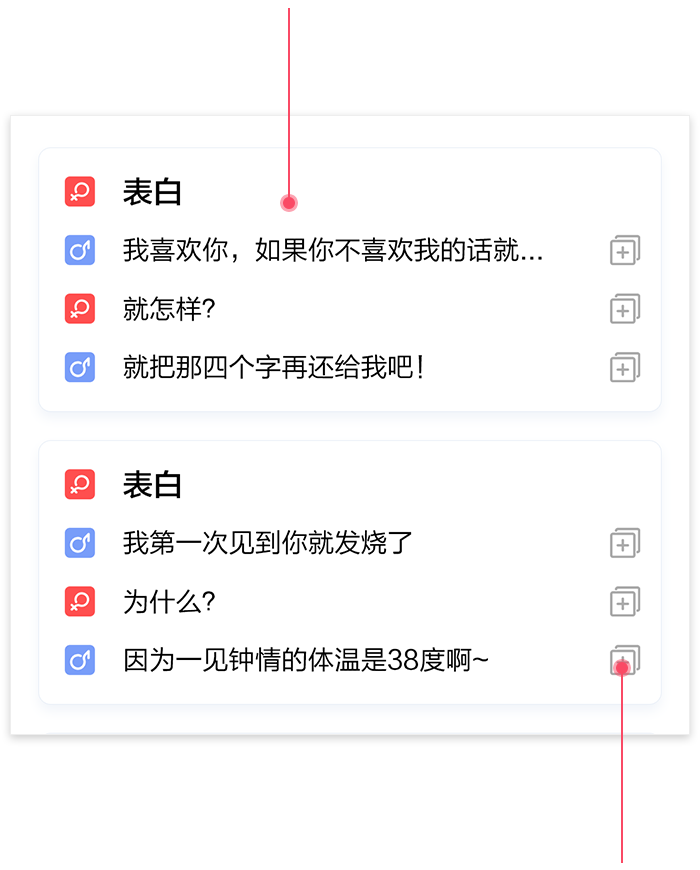 表白
我喜欢你，如果你不喜欢我的话就...
就怎样?
就把那四个字再还给我吧!
表白
我第一次见到你就发烧了
为什么?
因为一见钟情的体温是38度啊~